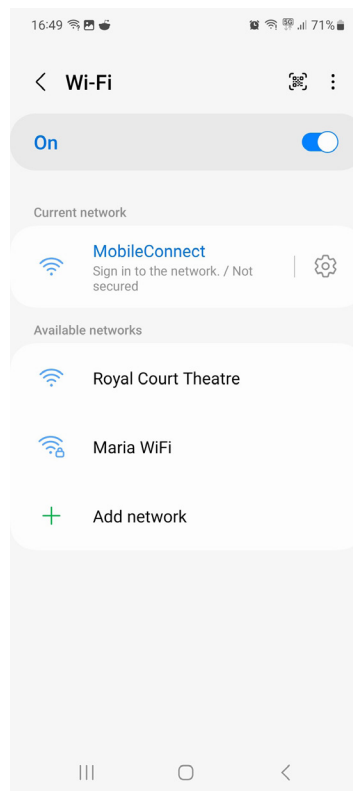 16:49 71%
Wi-Fi
On
Current network
MobileConnect
Sign in to the network. / Not
secured
Available networks
Royal Court Theatre
Maria WiFi
Add network